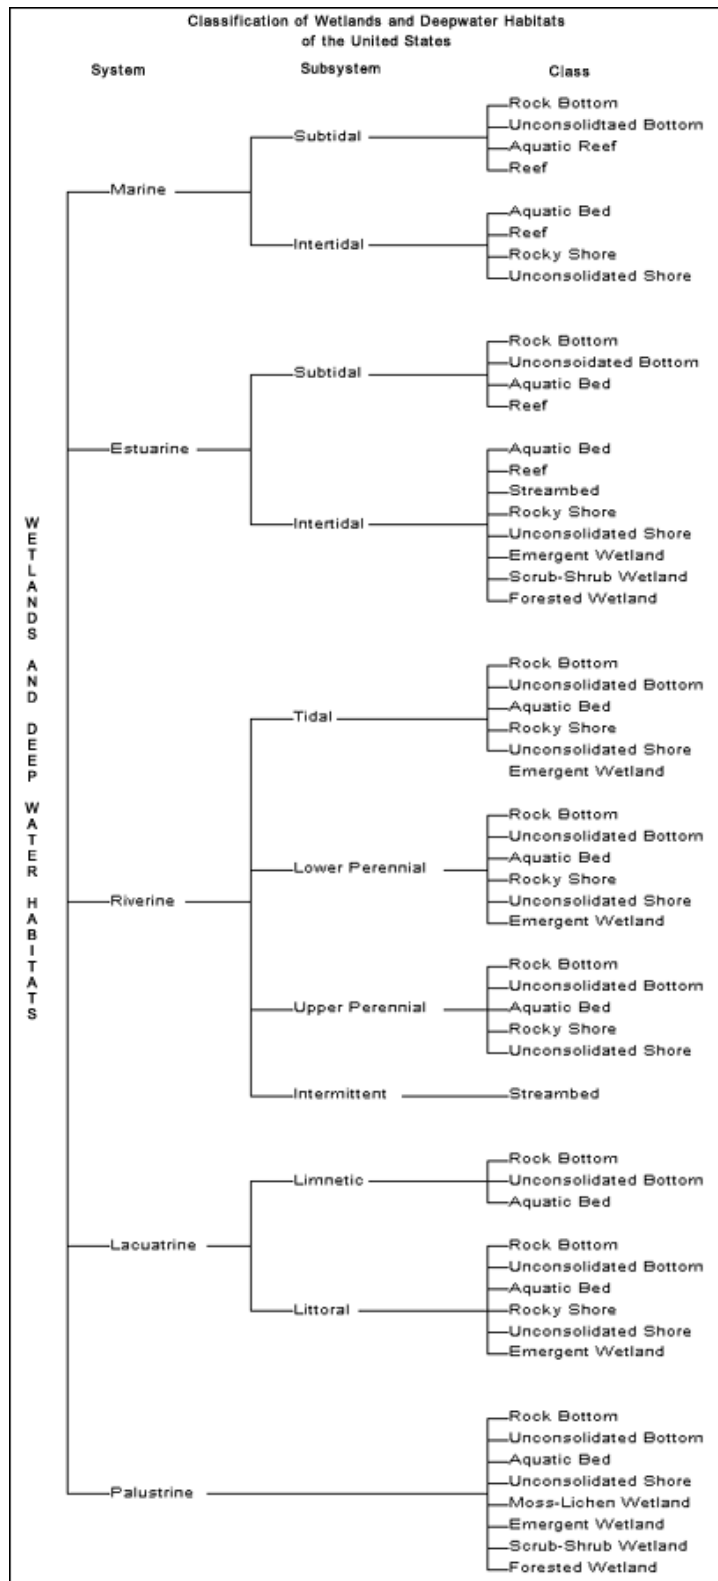 Classification of Wetlands and Deepwater Habitats
of the United States
System Subsystem Class
WETLANDS AND DEEP WATER HABITATS
Marine
Subtidal
Rock Bottom
Unconsolidtaed Bottom
Aquatic Reef
Reef
Intertidal
Aquatic Bed
Reef
Rocky Shore
Unconsolidated Shore
Estuarine
Subtidal
Rock Bottom
Unconsoidated Bottom
Aquatic Bed
Reef
Intertidal
Aquatic Bed
Reef
Streambed
Rocky Shore
Unconsolidated Shore
Emergent Wetland
Scrub-Shrub Wetland
Forested Wetland
Riverine
Tidal
Rock Bottom
Unconsolidated Bottom
Aquatic Bed
Rocky Shore
Unconsolidated Shore
Emergent Wetland
Lower Perennial
Rock Bottom
Unconsolidated Bottom
Aquatic Bed
Rocky Shore
Unconsolidated Shore
Emergent Wetland
Upper Perennial
Rock Bottom
Unconsolidated Bottom
Aquatic Bed
Rocky Shore
Unconsolidated Shore
Intermittent
Streambed
Lacuatrine
Limnetic
Rock Bottom
Unconsolidated Bottom
Aquatic Bed
Littoral
Rock Bottom
Unconsolidated Bottom
Aquatic Bed
Rocky Shore
Unconsolidated Shore
Emergent Wetland
Palustrine
Rock Bottom
Unconsolidated Bottom
Aquatic Bed
Unconsolidated Shore
Moss-Lichen Wetland
Emergent Wetland
Scrub-Shrub Wetland
Forested Wetland